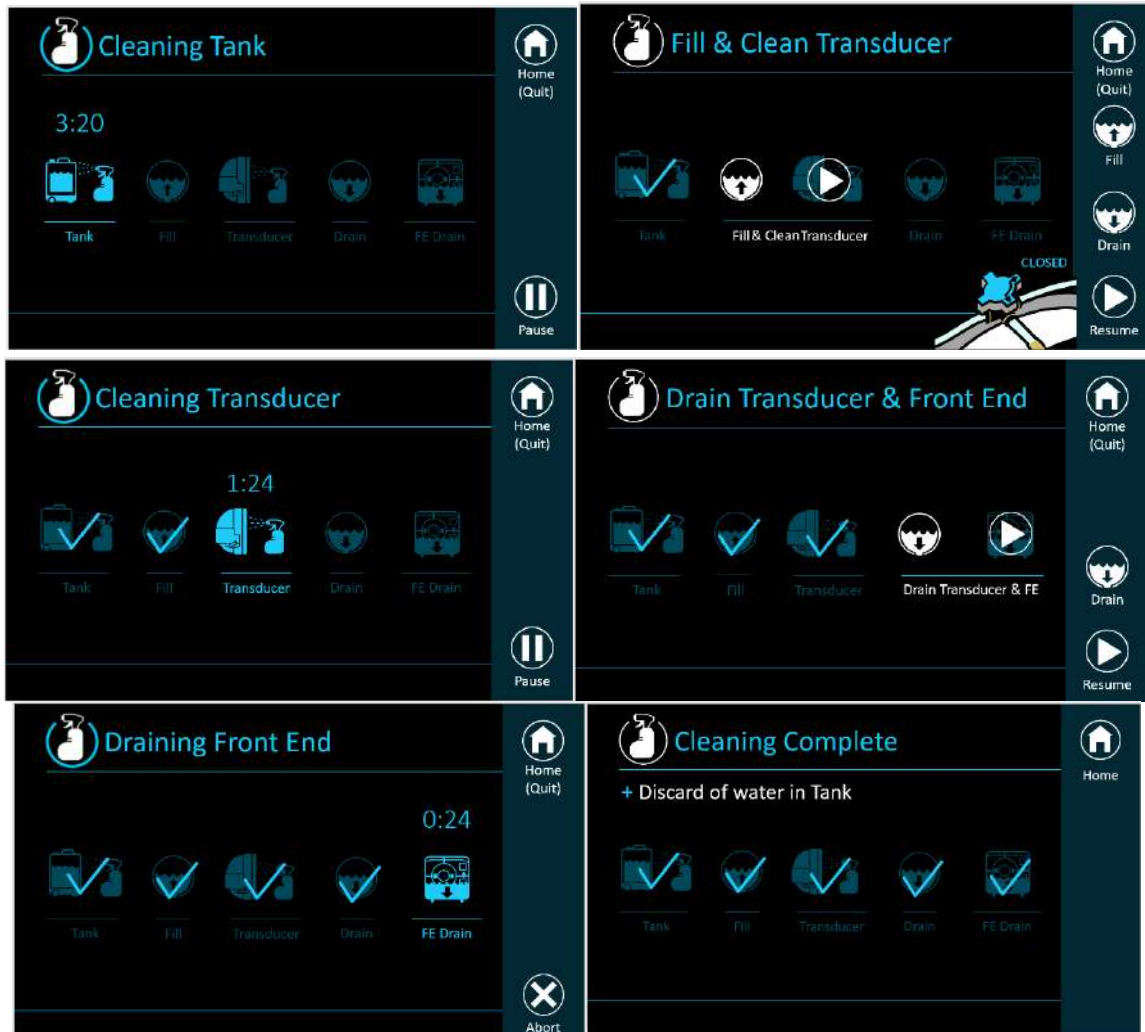 Cleaning Tank
Home
(Quit)
3:20
Tank
Fill
Transducer
Drain
FE Drain
Pause
Fill & Clean Transducer
Home
(Quit)
Fill
Drain
Tank
Fill & Clean Transducer
Drain
FE Drain
CLOSED
Resume
Cleaning Transducer
Home
(Quit)
1:24
Tank
Fill
Transducer
Drain
FE Drain
Pause
Drain Transducer & Front End
Home
(Quit)
Tank
Fill
Transducer
Drain Transducer & FE
Drain
Resume
Draining Front End
Home
(Quit)
0:24
Tank
Fill
Transducer
Drain
FE Drain
Abort
Cleaning Complete
Home
+ Discard of water in Tank
Tank
Fill
Transducer
Drain
FE Drain